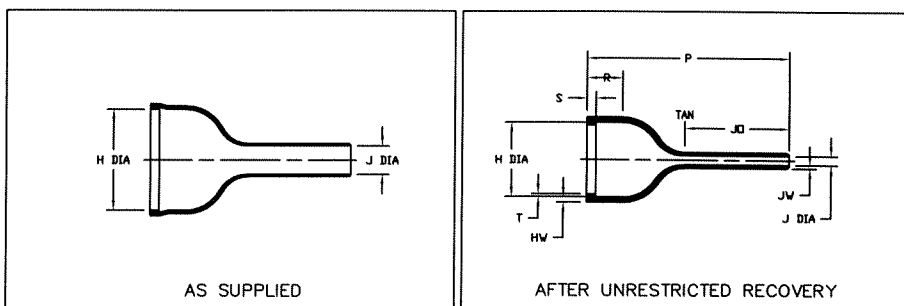 H DIA
J DIA
AS SUPPLIED
P
R
S
TAN
JO
H DIA
JW
T
J DIA
HW
AFTER UNRESTRICTED RECOVERY